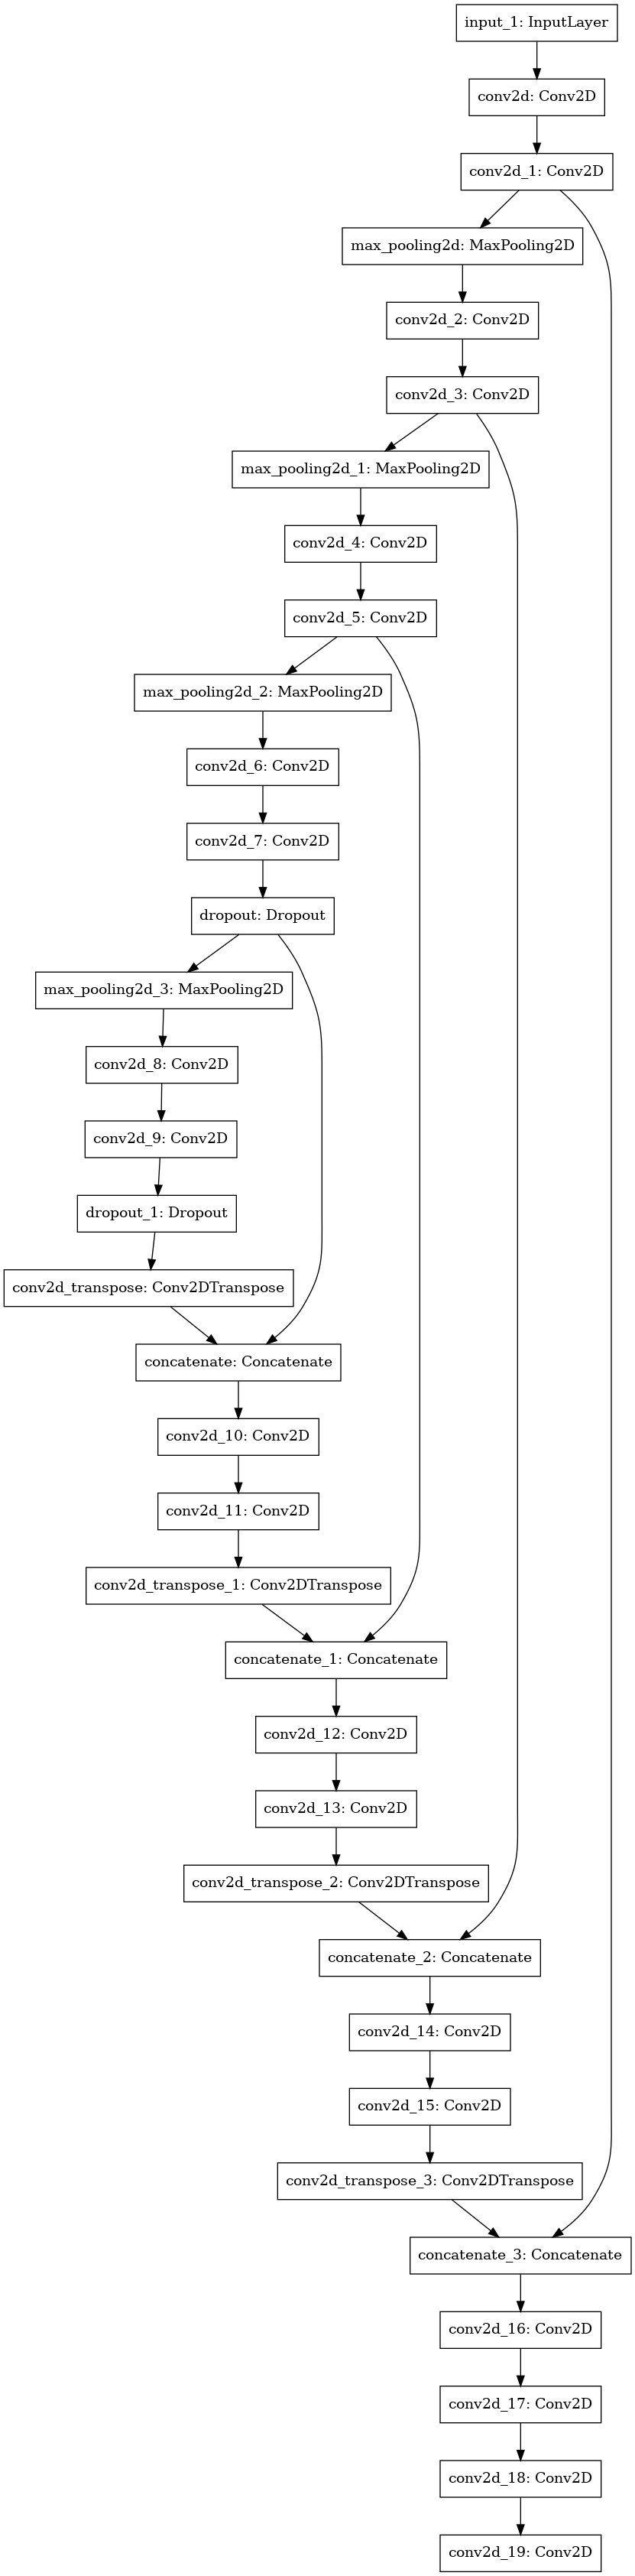 input_1: InputLayer
conv2d: Conv2D
conv2d_1: Conv2D
max_pooling2d: MaxPooling2D
conv2d_2: Conv2D
conv2d_3: Conv2D
max_pooling2d_1: MaxPooling2D
conv2d_4: Conv2D
conv2d_5: Conv2D
max_pooling2d_2: MaxPooling2D
conv2d_6: Conv2D
conv2d_7: Conv2D
dropout: Dropout
max_pooling2d_3: MaxPooling2D
conv2d_8: Conv2D
conv2d_9: Conv2D
dropout_1: Dropout
conv2d_transpose: Conv2DTranspose
concatenate: Concatenate
conv2d_10: Conv2D
conv2d_11: Conv2D
conv2d_transpose_1: Conv2DTranspose
concatenate_1: Concatenate
conv2d_12: Conv2D
conv2d_13: Conv2D
conv2d_transpose_2: Conv2DTranspose
concatenate_2: Concatenate
conv2d_14: Conv2D
conv2d_15: Conv2D
conv2d_transpose_3: Conv2DTranspose
concatenate_3: Concatenate
conv2d_16: Conv2D
conv2d_17: Conv2D
conv2d_18: Conv2D
conv2d_19: Conv2D